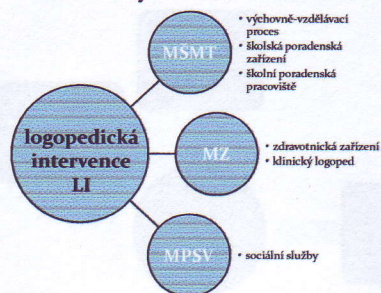 MŠMT
• výchovně-vzdělávací
proces
• školská poradenská
zařízení
• školní poradenská
pracoviště
logopedická
intervence
LI
MZ
• zdravotnická zařízení
• klinický logoped
MPSV
• sociální služby